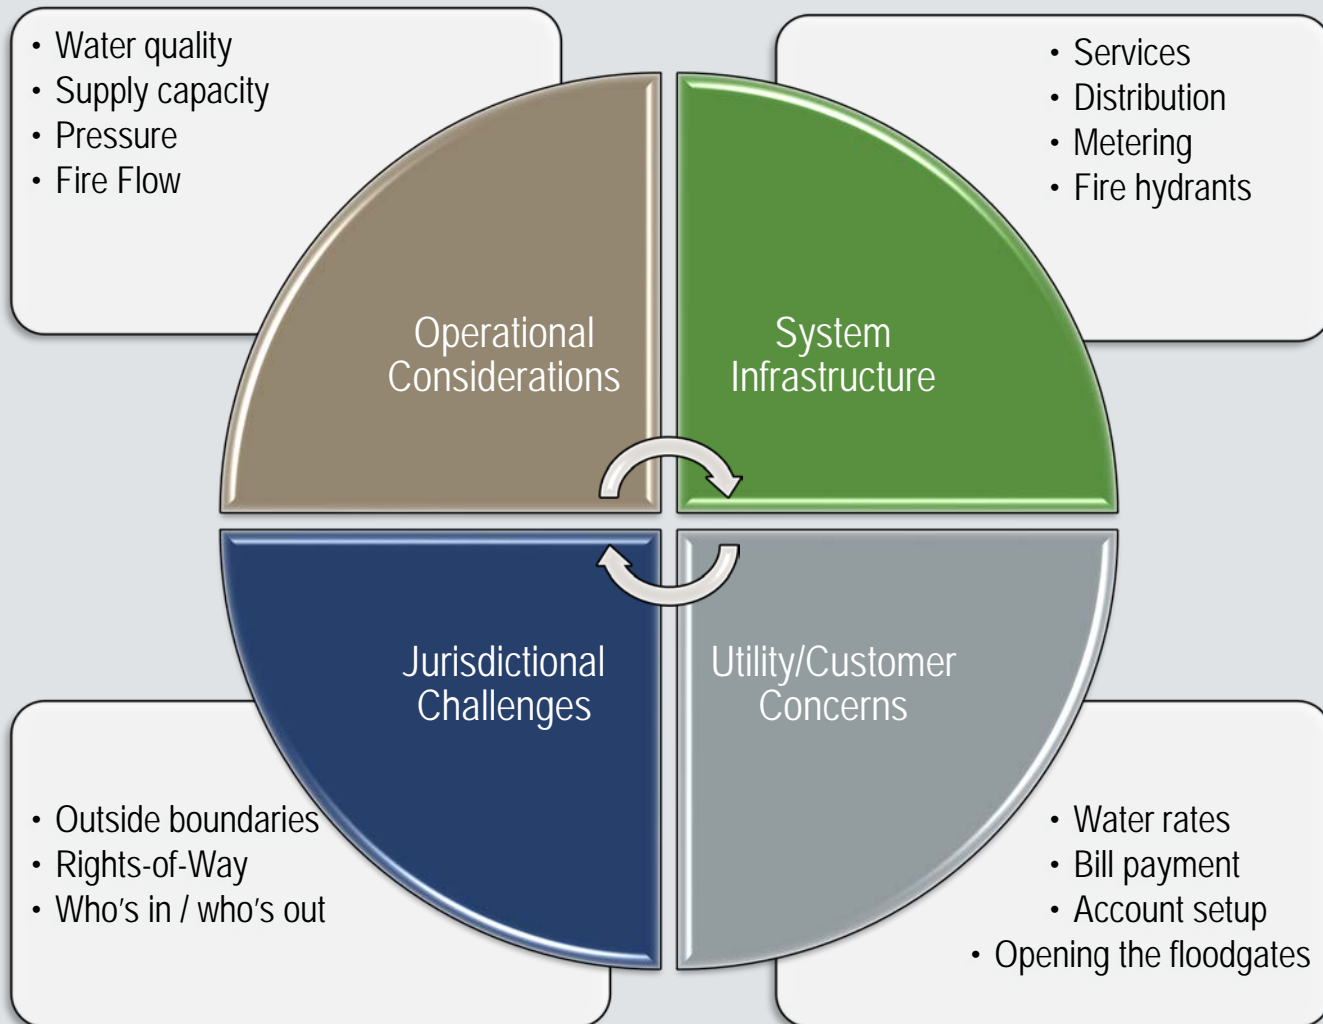 • Water quality
• Supply capacity
• Pressure
• Fire Flow
• Services
• Distribution
• Metering
• Fire hydrants
Operational
Considerations
System
Infrastructure
Jurisdictional
Challenges
Utility/Customer
Concerns
• Outside boundaries
• Rights-of-Way
• Who's in / who's out
• Water rates
• Bill payment
• Account setup
• Opening the floodgates